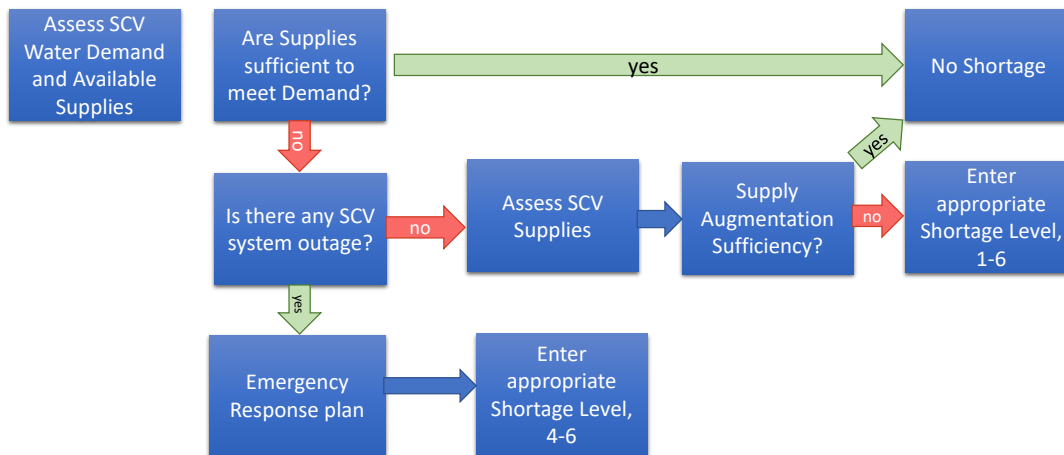 Assess SCV
Water Demand
and Available
Supplies
Are Supplies
sufficient to
meet Demand?
yes
No Shortage
no
yes
Is there any SCV
system outage?
no
Assess SCV
Supplies
Supply
Augmentation
Sufficiency?
no
Enter
appropriate
Shortage Level,
1-6
yes
Emergency
Response plan
Enter
appropriate
Shortage Level,
4-6